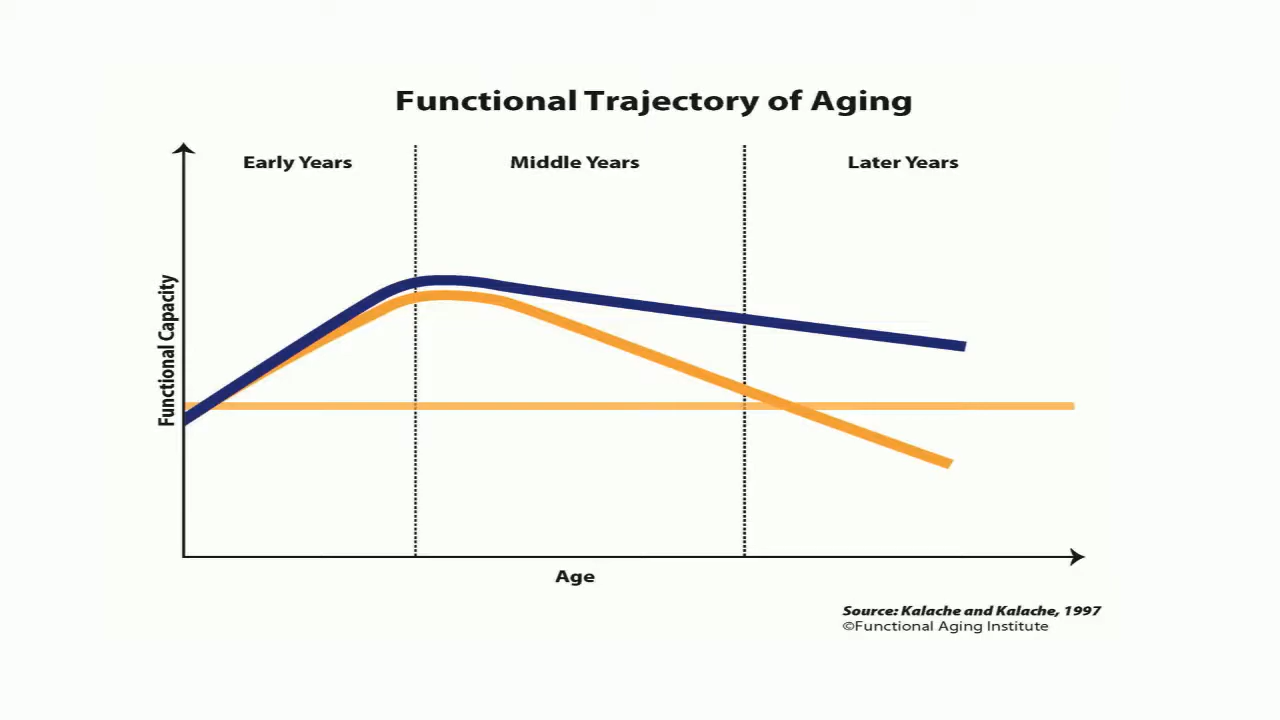 Functional Trajectory of Aging
Early Years
Middle Years
Later Years
Functional Capacity
Age
Source: Kalache and Kalache, 1997
©Functional Aging Institute